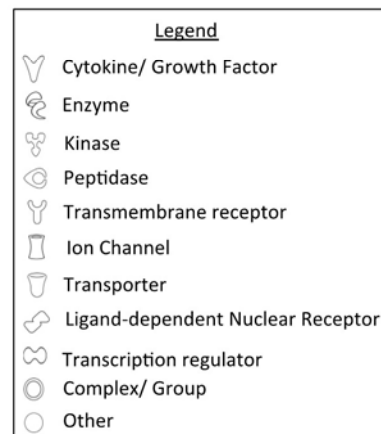 Legend
Cytokine/ Growth Factor
Enzyme
Kinase
Peptidase
Transmembrane receptor
Ion Channel
Transporter
Ligand-dependent Nuclear Receptor
Transcription regulator
Complex/ Group
Other